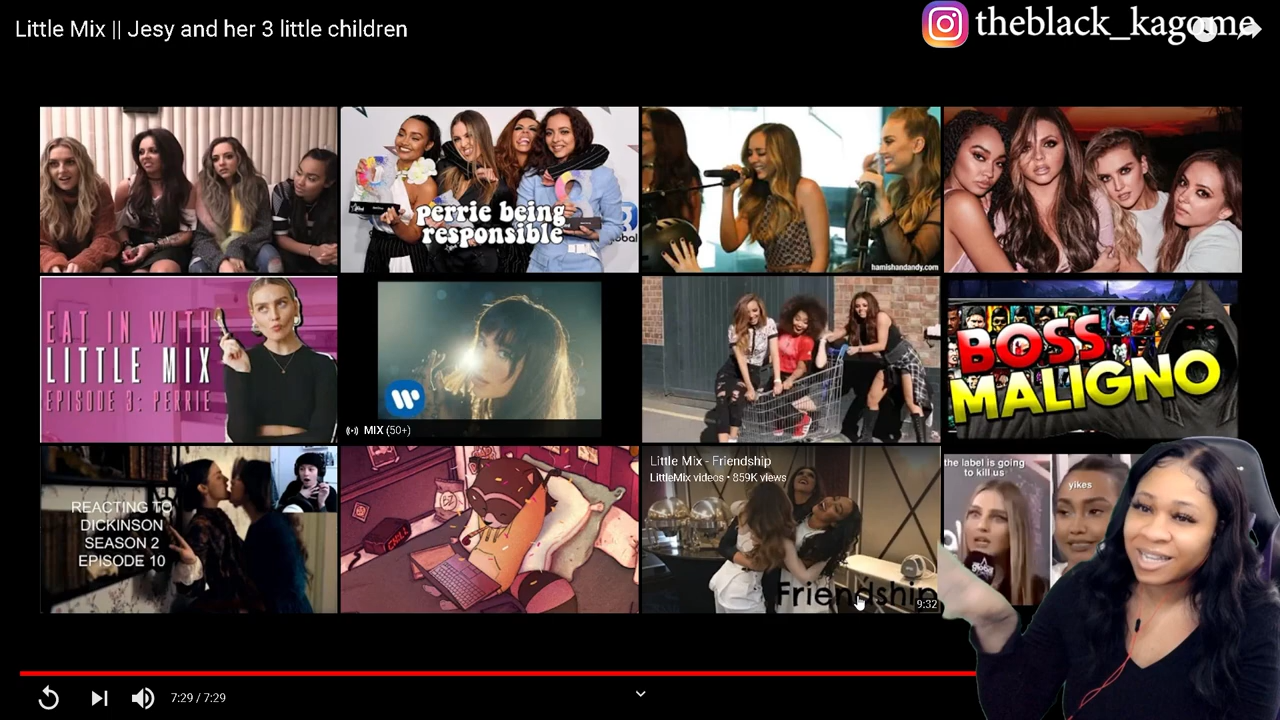 Little Mix || Jesy and her 3 little children
theblack_kagome
perrie being
responsible
hamishandandy.com
EAT IN WITH
LITTLE MIX
EPISODE 3: PERRIE
MIX (50+)
BOSS
MALIGNO
REACTING TO
DICKINSON
SEASON 2
EPISODE 10
CHILL
Little Mix - Friendship
LittleMix videos • 859K views
Friendship
9:32
the label is going
to kill us
yikes
7:29 / 7:29